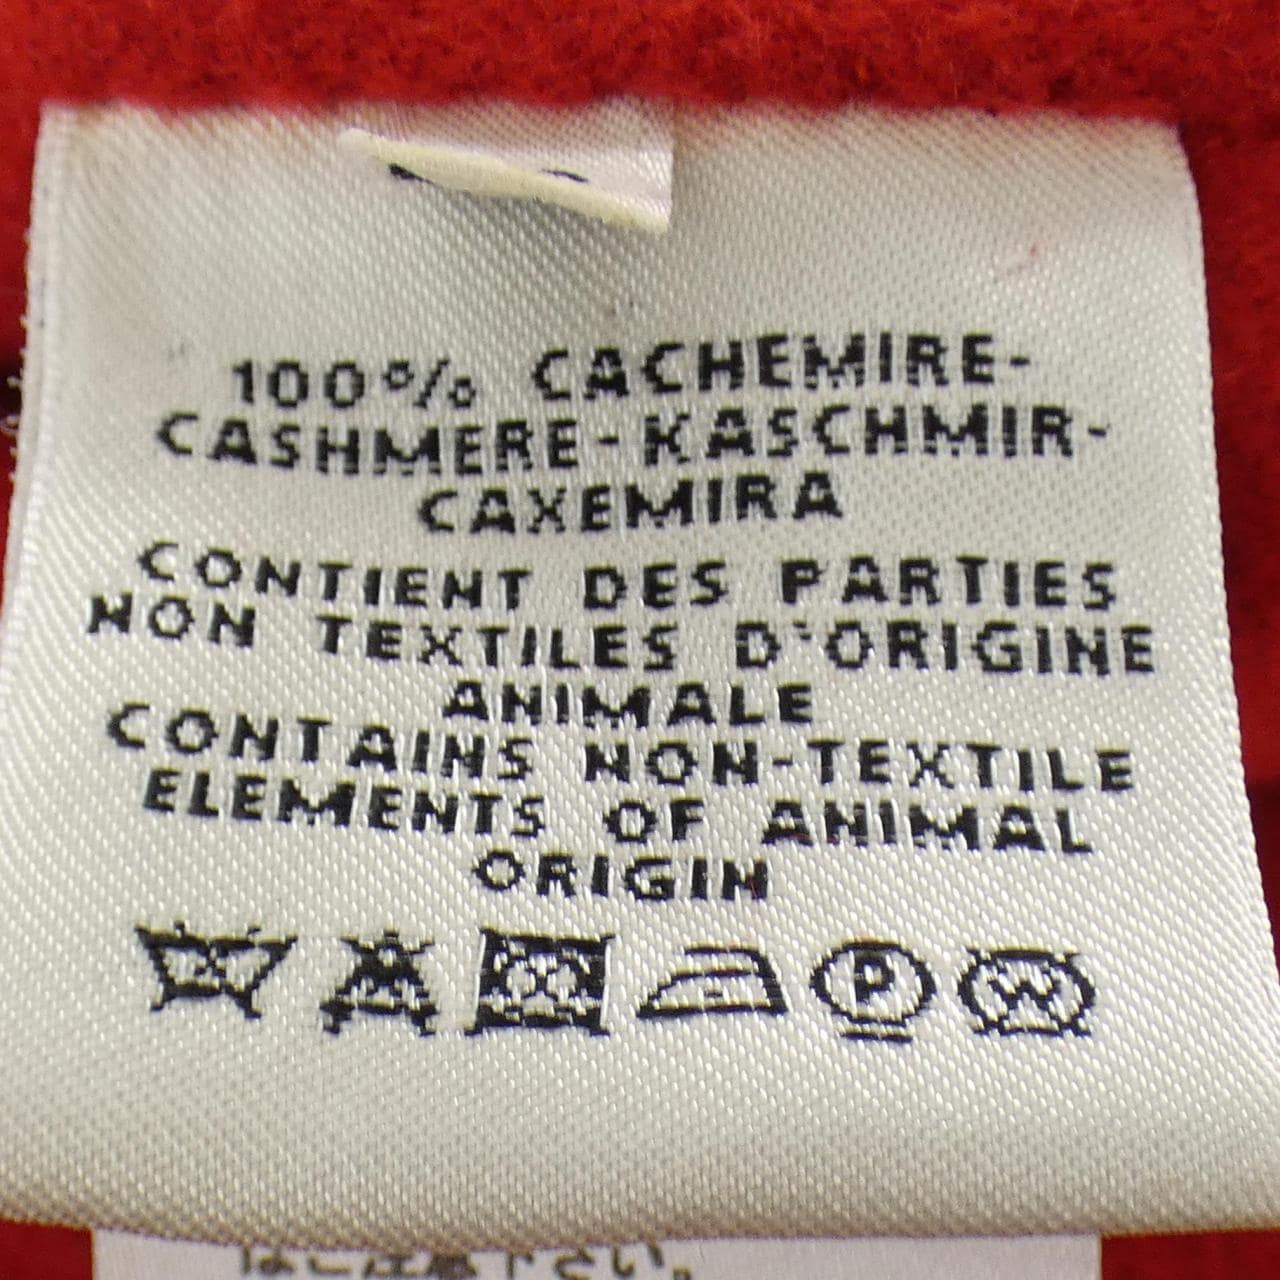 100% CACHEMIRE-
CASHMERE-KASCHMIR-
CAXEMIRA
CONTIENT DES PARTIES
NON TEXTILES D'ORIGINE
ANIMALE
CONTAINS NON-TEXTILE
ELEMENTS OF ANIMAL
ORIGIN
P W